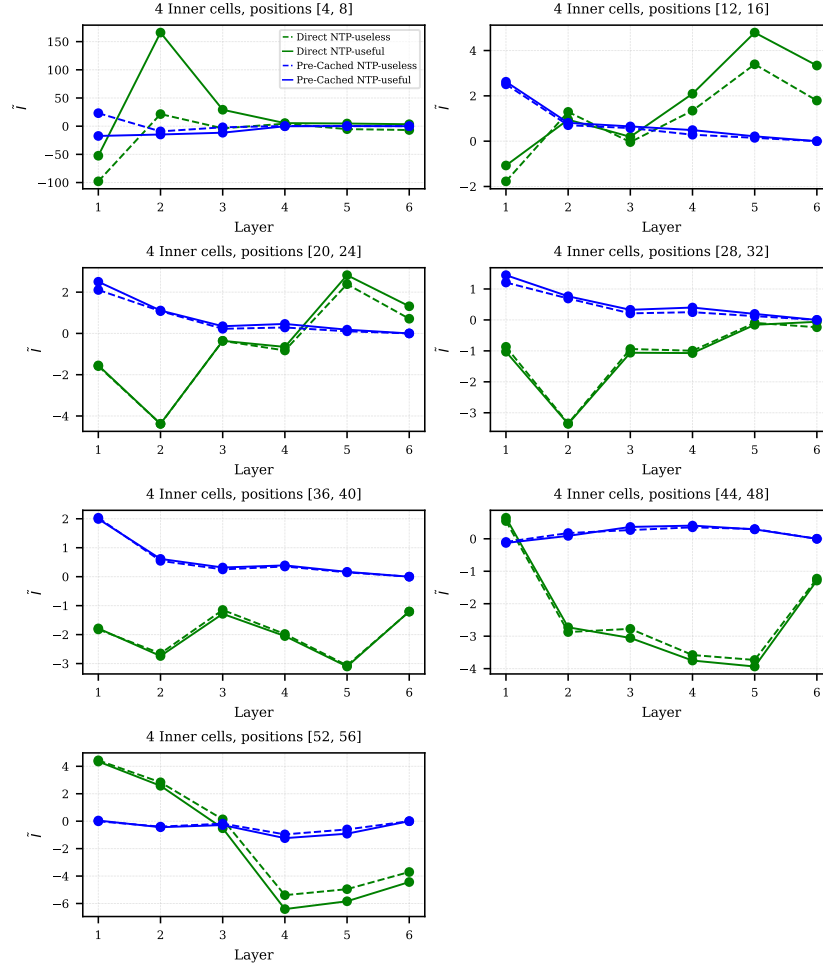 4 Inner cells, positions [4, 8]
150
100
50
0
−50
−100
Ĩ
1 2 3 4 5 6
Layer
Direct NTP-useless
Direct NTP-useful
Pre-Cached NTP-useless
Pre-Cached NTP-useful
4 Inner cells, positions [12, 16]
4
2
0
−2
Ĩ
1 2 3 4 5 6
Layer
4 Inner cells, positions [20, 24]
2
0
−2
−4
Ĩ
1 2 3 4 5 6
Layer
4 Inner cells, positions [28, 32]
1
0
−1
−2
−3
Ĩ
1 2 3 4 5 6
Layer
4 Inner cells, positions [36, 40]
2
1
0
−1
−2
−3
Ĩ
1 2 3 4 5 6
Layer
4 Inner cells, positions [44, 48]
0
−1
−2
−3
−4
Ĩ
1 2 3 4 5 6
Layer
4 Inner cells, positions [52, 56]
4
2
0
−2
−4
−6
Ĩ
1 2 3 4 5 6
Layer